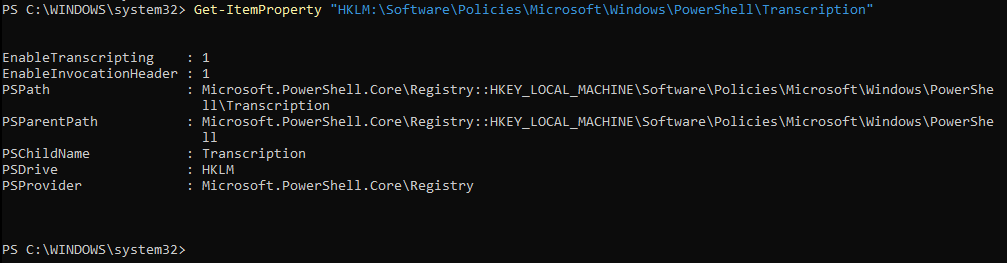 PS C:\WINDOWS\system32> Get-ItemProperty "HKLM:\Software\Policies\Microsoft\Windows\PowerShell\Transcription"
EnableTranscripting    : 1
EnableInvocationHeader : 1
PSPath                 : Microsoft.PowerShell.Core\Registry::HKEY_LOCAL_MACHINE\Software\Policies\Microsoft\Windows\PowerShe
                         ll\Transcription
PSParentPath           : Microsoft.PowerShell.Core\Registry::HKEY_LOCAL_MACHINE\Software\Policies\Microsoft\Windows\PowerShe
                         ll
PSChildName            : Transcription
PSDrive                : HKLM
PSProvider             : Microsoft.PowerShell.Core\Registry
PS C:\WINDOWS\system32>